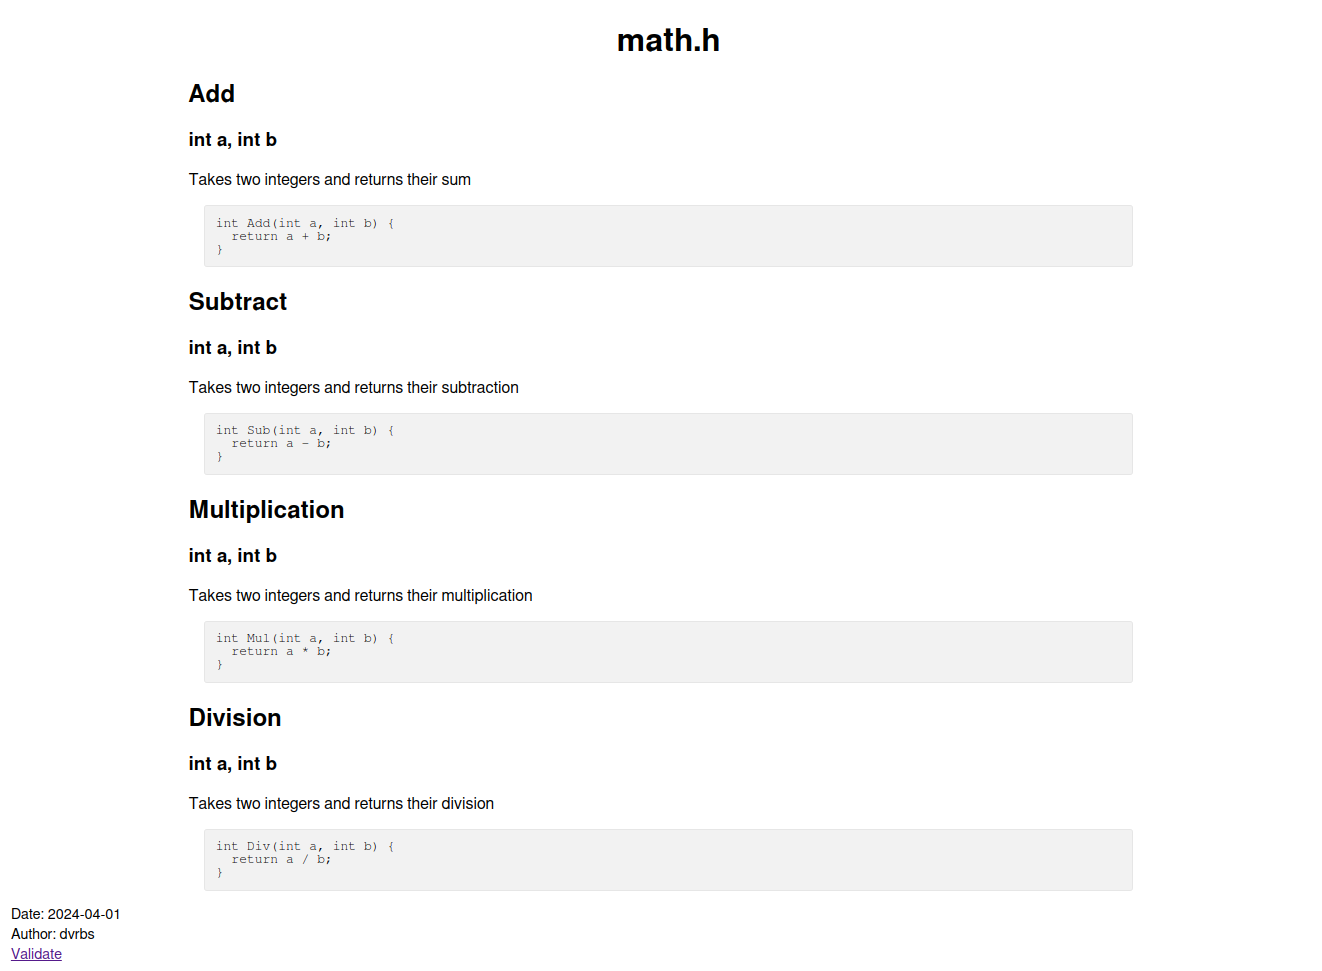 math.h
Add
int a, int b
Takes two integers and returns their sum
int Add(int a, int b) {
  return a + b;
}
Subtract
int a, int b
Takes two integers and returns their subtraction
int Sub(int a, int b) {
  return a - b;
}
Multiplication
int a, int b
Takes two integers and returns their multiplication
int Mul(int a, int b) {
  return a * b;
}
Division
int a, int b
Takes two integers and returns their division
int Div(int a, int b) {
  return a / b;
}
Date: 2024-04-01
Author: dvrbs
Validate